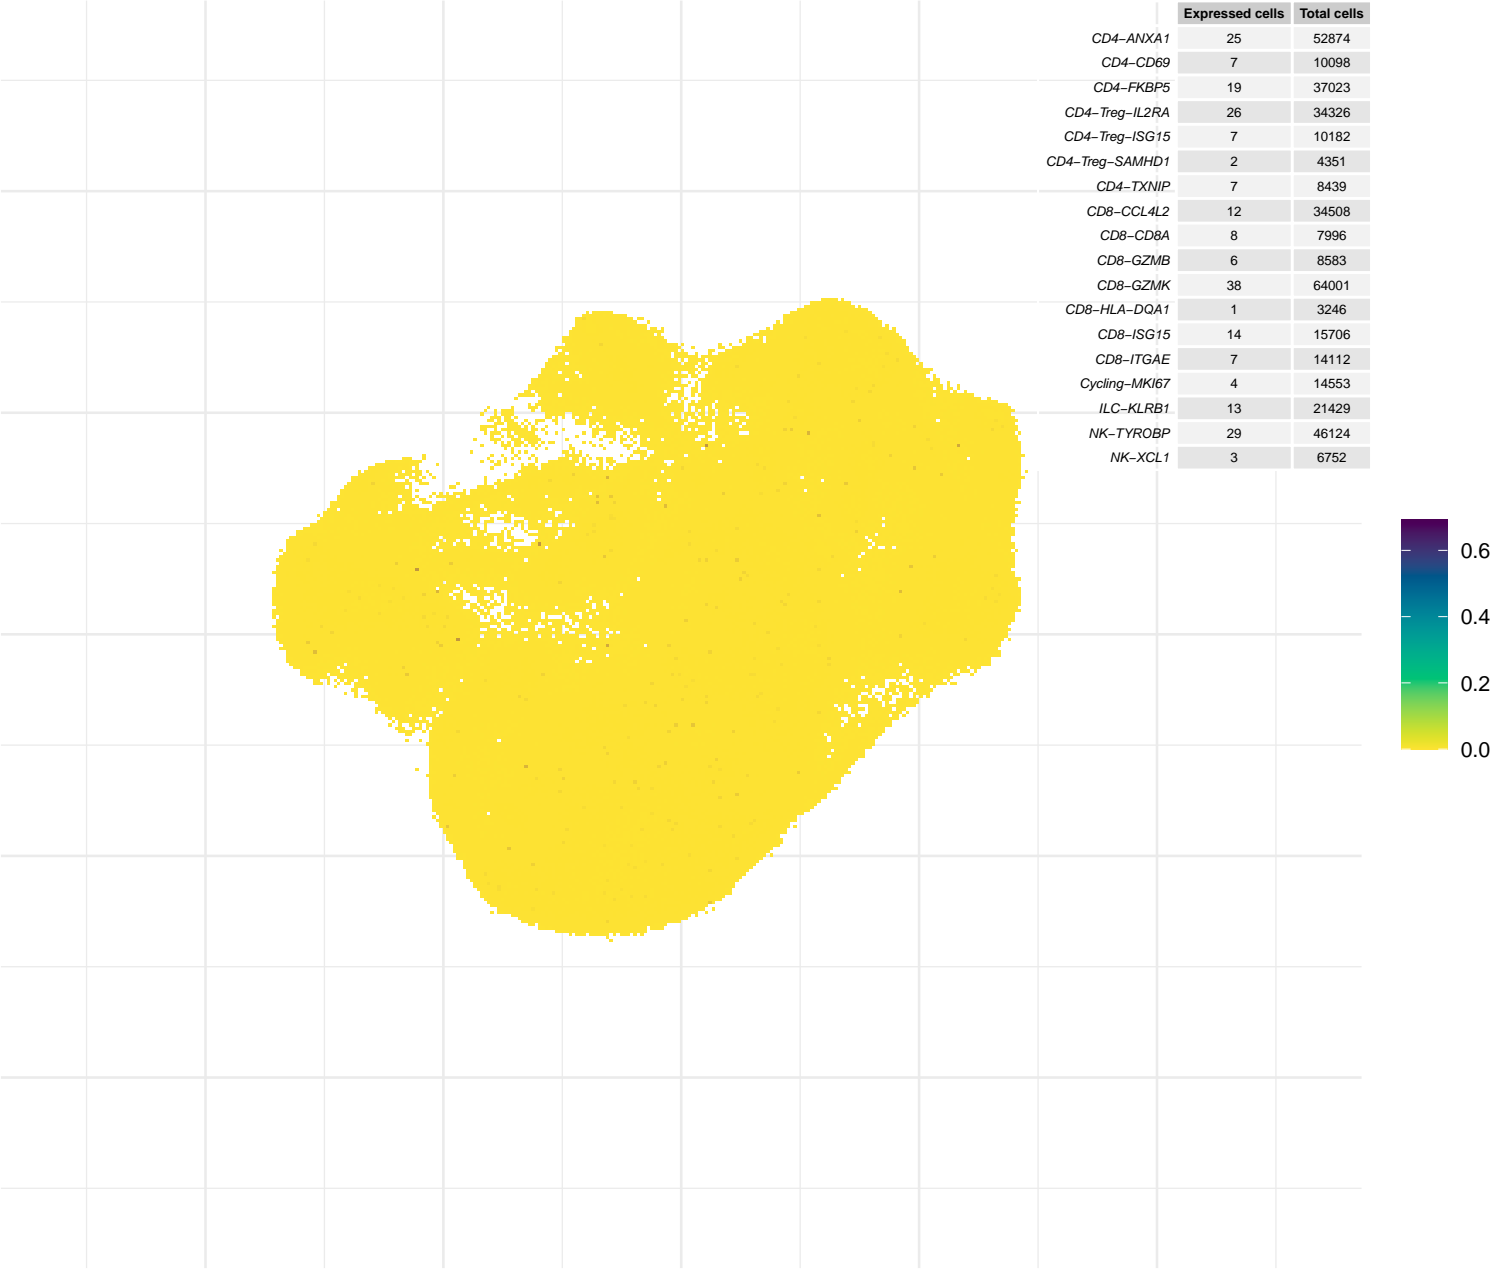 Expressed cells Total cells
CD4−ANXA1 25 52874
CD4−CD69 7 10098
CD4−FKBP5 19 37023
CD4−Treg−IL2RA 26 34326
CD4−Treg−ISG15 7 10182
CD4−Treg−SAMHD1 2 4351
CD4−TXNIP 7 8439
CD8−CCL4L2 12 34508
CD8−CD8A 8 7996
CD8−GZMB 6 8583
CD8−GZMK 38 64001
CD8−HLA−DQA1 1 3246
CD8−ISG15 14 15706
CD8−ITGAE 7 14112
Cycling−MKI67 4 14553
ILC−KLRB1 13 21429
NK−TYROBP 29 46124
NK−XCL1 3 6752
0.6
0.4
0.2
0.0